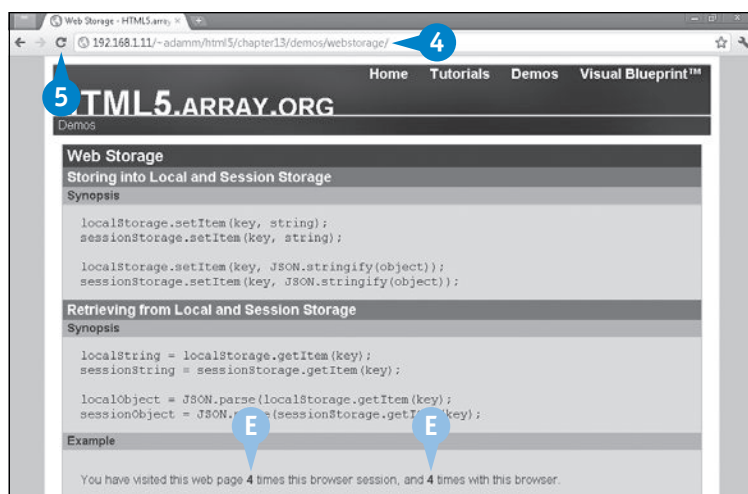 Web Storage - HTML5.array
192.168.1.11/~adamm/html5/chapter13/demos/webstorage/
4
5
Home Tutorials Demos Visual Blueprint™
HTML5.ARRAY.ORG
Demos
Web Storage
Storing into Local and Session Storage
Synopsis
localStorage.setItem(key, string);
sessionStorage.setItem(key, string);
localStorage.setItem(key, JSON.stringify(object));
sessionStorage.setItem(key, JSON.stringify(object));
Retrieving from Local and Session Storage
Synopsis
localString = localStorage.getItem(key);
sessionString = sessionStorage.getItem(key);
localObject = JSON.parse(localStorage.getItem(key);
sessionObject = (sessionStorage. key);
E E
Example
You have visited this web page 4 times this browser session, and 4 times with this browser.